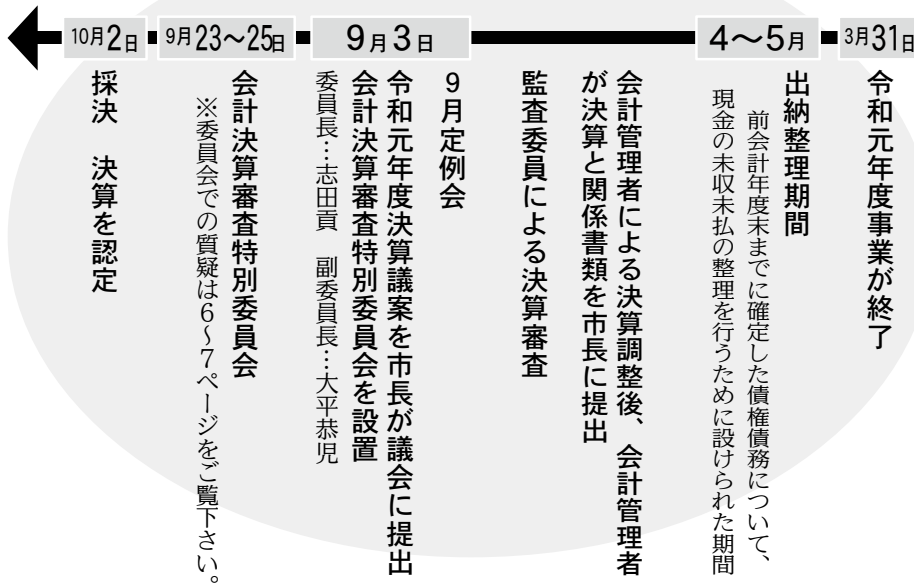 3月31日
令和元年度事業が終了
4～5月
出納整理期間
前会計年度末までに確定した債権債務について、
現金の未収未払の整理を行うために設けられた期間
会計管理者による決算調整後、会計管理者
が決算と関係書類を市長に提出
監査委員による決算審査
9月3日
9月定例会
令和元年度決算議案を市長が議会に提出
会計決算審査特別委員会を設置
委員長…志田貢 副委員長…大平恭児
9月23～25日
会計決算審査特別委員会
※委員会での質疑は6～7ページをご覧下さい。
10月2日
採決 決算を認定